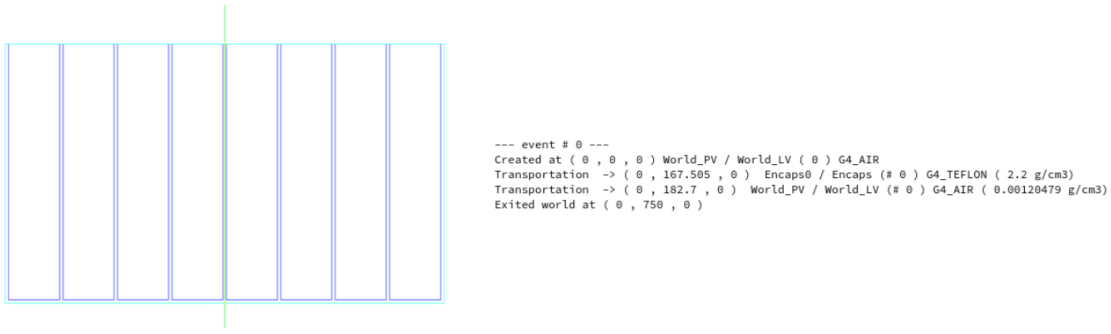 --- event # 0 ---
Created at ( 0 , 0 , 0 ) World_PV / World_LV ( 0 ) G4_AIR
Transportation -> ( 0 , 167.505 , 0 ) Encaps0 / Encaps (# 0 ) G4_TEFLON ( 2.2 g/cm3)
Transportation -> ( 0 , 182.7 , 0 ) World_PV / World_LV (# 0 ) G4_AIR ( 0.00120479 g/cm3)
Exited world at ( 0 , 750 , 0 )